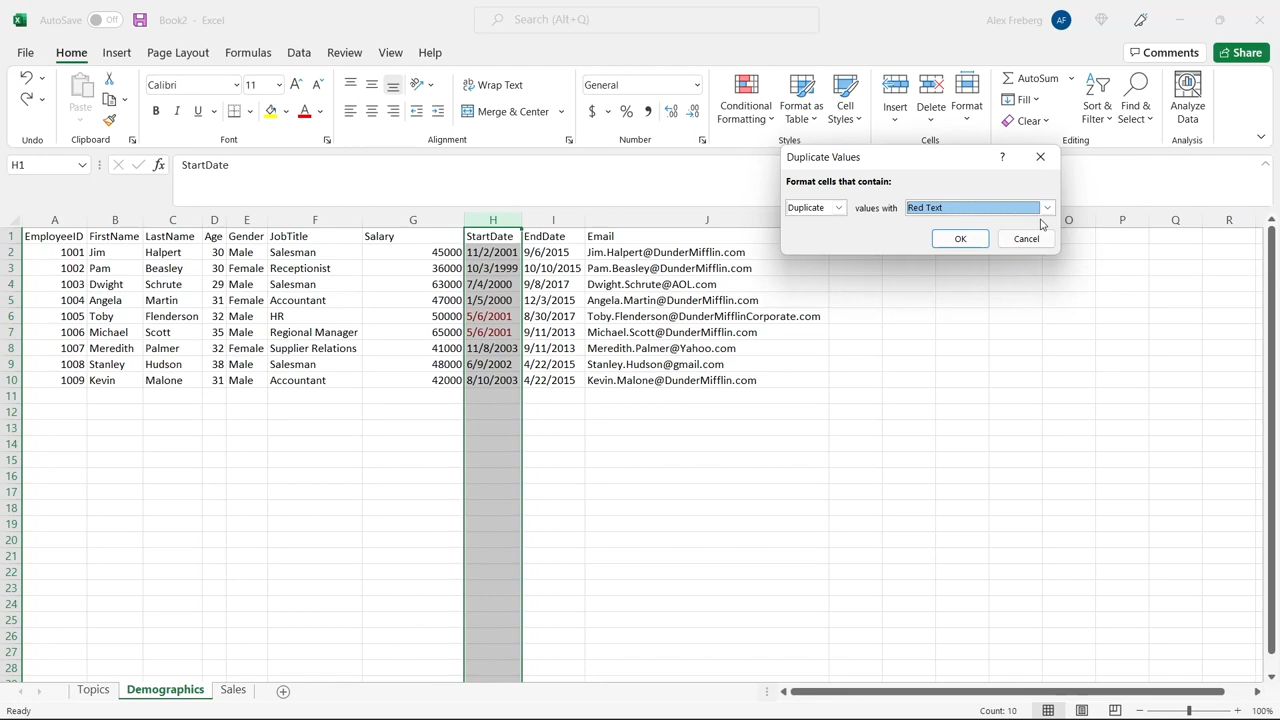 AutoSave Off Book2 - Excel Search (Alt+Q) Alex Freberg AF
File Home Insert Page Layout Formulas Data Review View Help Comments Share
Paste Calibri 11 B I U A A A Wrap Text Merge & Center General $ % Conditional Formatting Format as Table Cell Styles Insert Delete Format AutoSum Fill Clear Sort & Filter Find & Select Analyze Data
Clipboard Font Alignment Number Styles Cells Editing Analysis
H1 fx StartDate
Duplicate Values ?
Format cells that contain:
Duplicate values with Red Text
OK Cancel
A B C D E F G H I J O P Q R
1 EmployeeID FirstName LastName Age Gender JobTitle Salary StartDate EndDate Email
2 1001 Jim Halpert 30 Male Salesman 45000 11/2/2001 9/6/2015 Jim.Halpert@DunderMifflin.com
3 1002 Pam Beasley 30 Female Receptionist 36000 10/3/1999 10/10/2015 Pam.Beasley@DunderMifflin.com
4 1003 Dwight Schrute 29 Male Salesman 63000 7/4/2000 9/8/2017 Dwight.Schrute@AOL.com
5 1004 Angela Martin 31 Female Accountant 47000 1/5/2000 12/3/2015 Angela.Martin@DunderMifflin.com
6 1005 Toby Flenderson 32 Male HR 50000 5/6/2001 8/30/2017 Toby.Flenderson@DunderMifflinCorporate.com
7 1006 Michael Scott 35 Male Regional Manager 65000 5/6/2001 9/11/2013 Michael.Scott@DunderMifflin.com
8 1007 Meredith Palmer 32 Female Supplier Relations 41000 11/8/2003 9/11/2013 Meredith.Palmer@Yahoo.com
9 1008 Stanley Hudson 38 Male Salesman 48000 6/9/2002 4/22/2015 Stanley.Hudson@gmail.com
10 1009 Kevin Malone 31 Male Accountant 42000 8/10/2003 4/22/2015 Kevin.Malone@DunderMifflin.com
11
12
13
14
15
16
17
18
19
20
21
22
23
24
25
26
27
28
Topics Demographics Sales
Ready Count: 10 100%